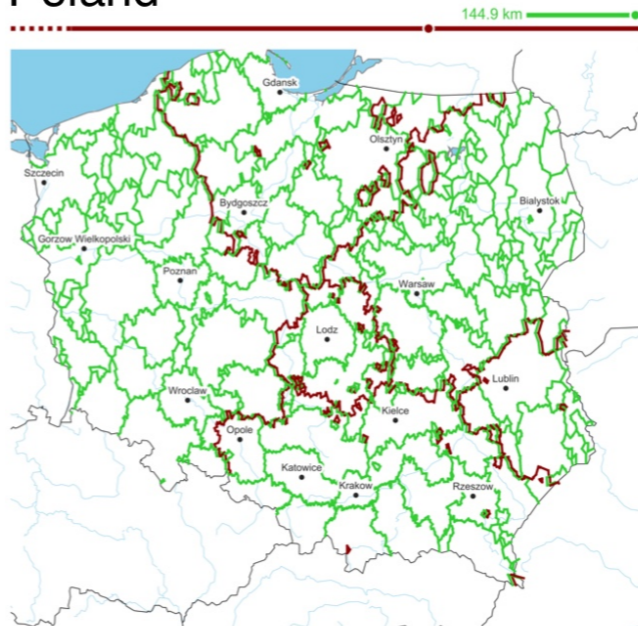 Poland
144.9 km
Gdansk
Olsztyn
Szczecin
Bialystok
Bydgoszcz
Gorzow Wielkopolski
Poznan
Warsaw
Lodz
Wroclaw
Lublin
Kielce
Opole
Katowice
Krakow
Rzeszow